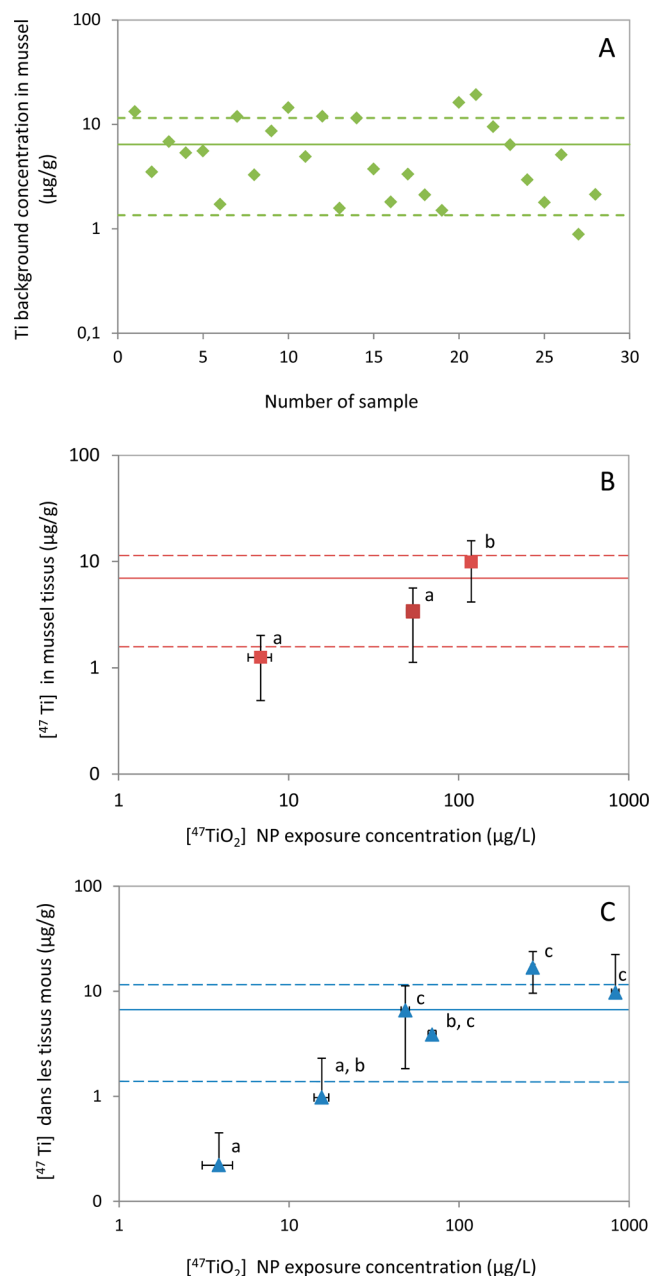 A
Ti background concentration in mussel
(µg/g)
100
10
1
0,1
0 5 10 15 20 25 30
Number of sample
B
[⁴⁷ Ti] in mussel tissus (µg/g)
100
10
1
0
a
a
b
1 10 100 1000
[⁴⁷TiO₂] NP exposure concentration (µg/L)
C
[⁴⁷ Ti] dans les tissus mous (µg/g)
100
10
1
0
a
a, b
c
b, c
c
c
1 10 100 1000
[⁴⁷TiO₂] NP exposure concentration (µg/L)